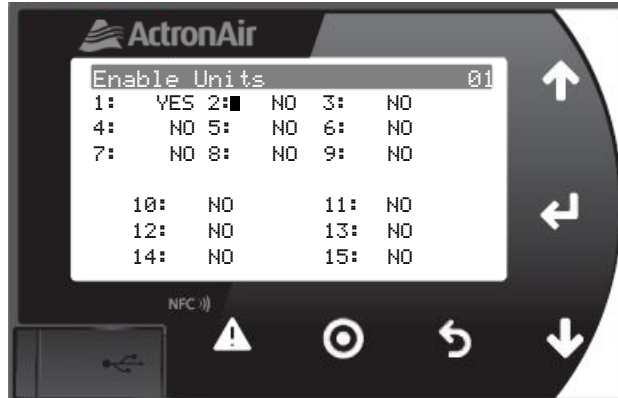 ActronAir
Enable Units 01
1: YES 2: NO 3: NO
4: NO 5: NO 6: NO
7: NO 8: NO 9: NO
10: NO 11: NO
12: NO 13: NO
14: NO 15: NO
NFC